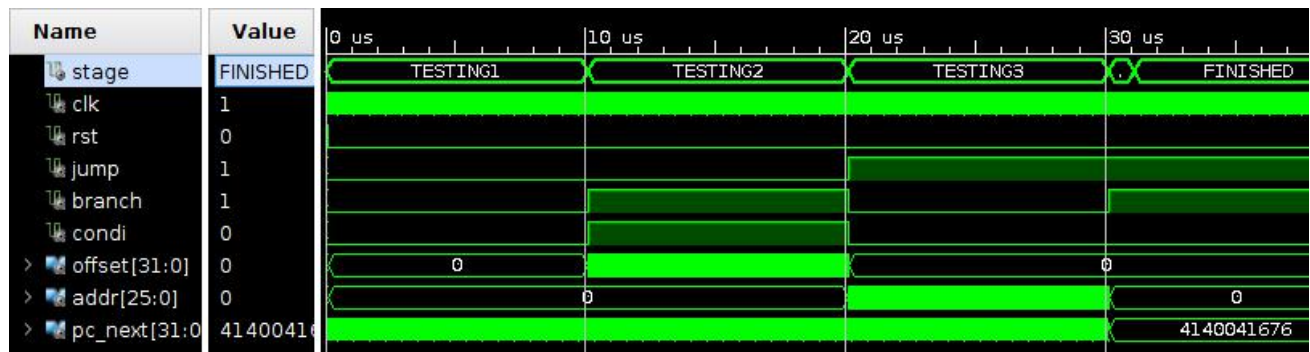 Name Value 0 us 10 us 20 us 30 us
stage FINISHED TESTING1 TESTING2 TESTING3 . FINISHED
clk 1
rst 0
jump 1
branch 1
condi 0
> offset[31:0] 0 0 0
> addr[25:0] 0 0 0
> pc_next[31:0 41400416 4140041676